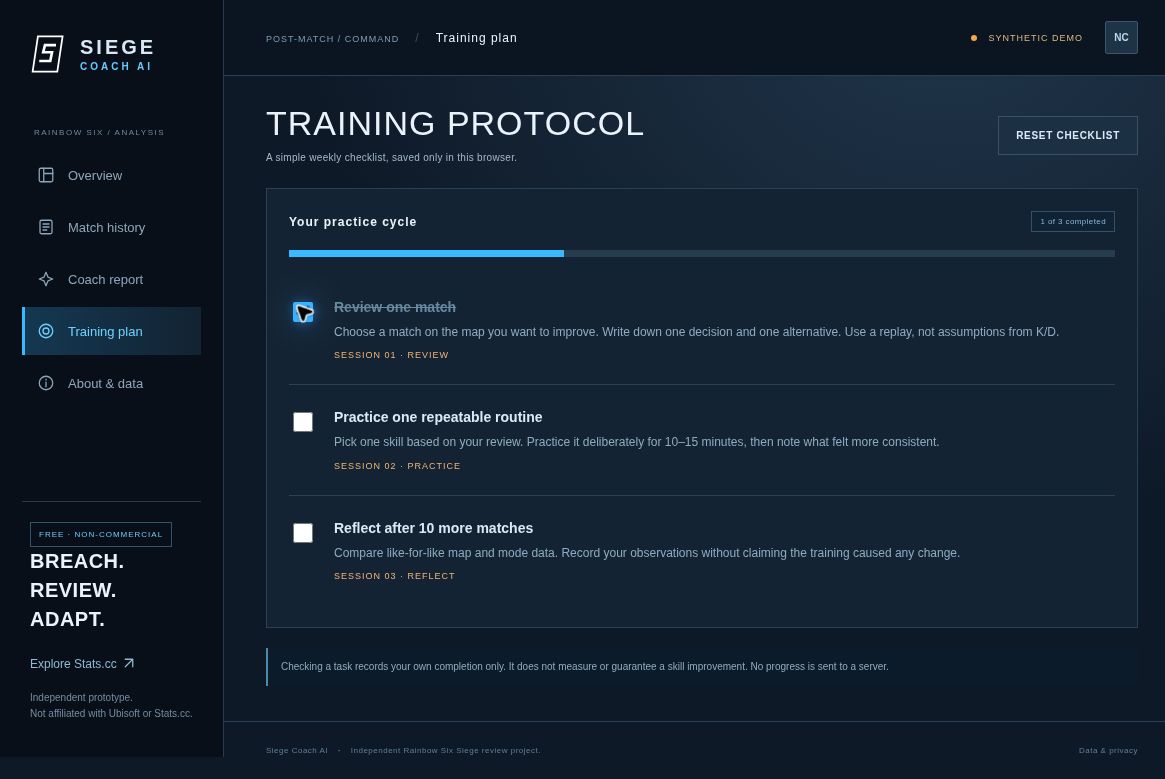 SIEGE
COACH AI
RAINBOW SIX / ANALYSIS
Overview
Match history
Coach report
Training plan
About & data
FREE · NON-COMMERCIAL
BREACH.
REVIEW.
ADAPT.
Explore Stats.cc
Independent prototype.
Not affiliated with Ubisoft or Stats.cc.
POST-MATCH / COMMAND / Training plan
SYNTHETIC DEMO
NC
TRAINING PROTOCOL
A simple weekly checklist, saved only in this browser.
RESET CHECKLIST
Your practice cycle
1 of 3 completed
Review one match
Choose a match on the map you want to improve. Write down one decision and one alternative. Use a replay, not assumptions from K/D.
SESSION 01 · REVIEW
Practice one repeatable routine
Pick one skill based on your review. Practice it deliberately for 10–15 minutes, then note what felt more consistent.
SESSION 02 · PRACTICE
Reflect after 10 more matches
Compare like-for-like map and mode data. Record your observations without claiming the training caused any change.
SESSION 03 · REFLECT
Checking a task records your own completion only. It does not measure or guarantee a skill improvement. No progress is sent to a server.
Siege Coach AI · Independent Rainbow Six Siege review project.
Data & privacy